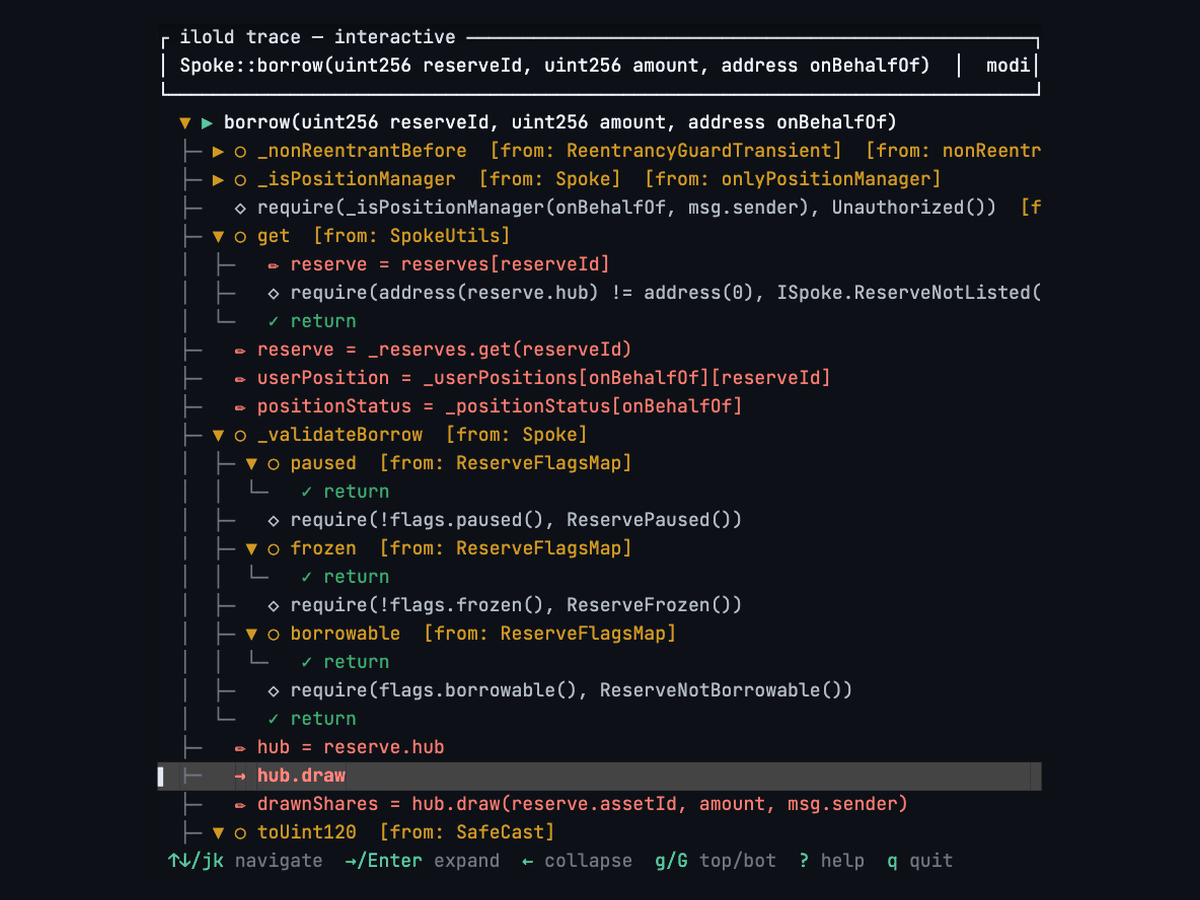 ilold trace — interactive
Spoke::borrow(uint256 reserveId, uint256 amount, address onBehalfOf) │ modi
▼ ▶ borrow(uint256 reserveId, uint256 amount, address onBehalfOf)
├─ ▶ ○ _nonReentrantBefore [from: ReentrancyGuardTransient] [from: nonReentr
├─ ▶ ○ _isPositionManager [from: Spoke] [from: onlyPositionManager]
├─ ◇ require(_isPositionManager(onBehalfOf, msg.sender), Unauthorized()) [f
├─ ▼ ○ get [from: SpokeUtils]
│ ├─ ✏ reserve = reserves[reserveId]
│ ├─ ◇ require(address(reserve.hub) != address(0), ISpoke.ReserveNotListed(
│ └─ ✓ return
├─ ✏ reserve = _reserves.get(reserveId)
├─ ✏ userPosition = _userPositions[onBehalfOf][reserveId]
├─ ✏ positionStatus = _positionStatus[onBehalfOf]
├─ ▼ ○ _validateBorrow [from: Spoke]
│ ├─ ▼ ○ paused [from: ReserveFlagsMap]
│ │ └─ ✓ return
│ ├─ ◇ require(!flags.paused(), ReservePaused())
│ ├─ ▼ ○ frozen [from: ReserveFlagsMap]
│ │ └─ ✓ return
│ ├─ ◇ require(!flags.frozen(), ReserveFrozen())
│ ├─ ▼ ○ borrowable [from: ReserveFlagsMap]
│ │ └─ ✓ return
│ ├─ ◇ require(flags.borrowable(), ReserveNotBorrowable())
│ └─ ✓ return
├─ ✏ hub = reserve.hub
├─ → hub.draw
├─ ✏ drawnShares = hub.draw(reserve.assetId, amount, msg.sender)
├─ ▼ ○ toUint120 [from: SafeCast]
↑↓/jk navigate →/Enter expand ← collapse g/G top/bot ? help q quit